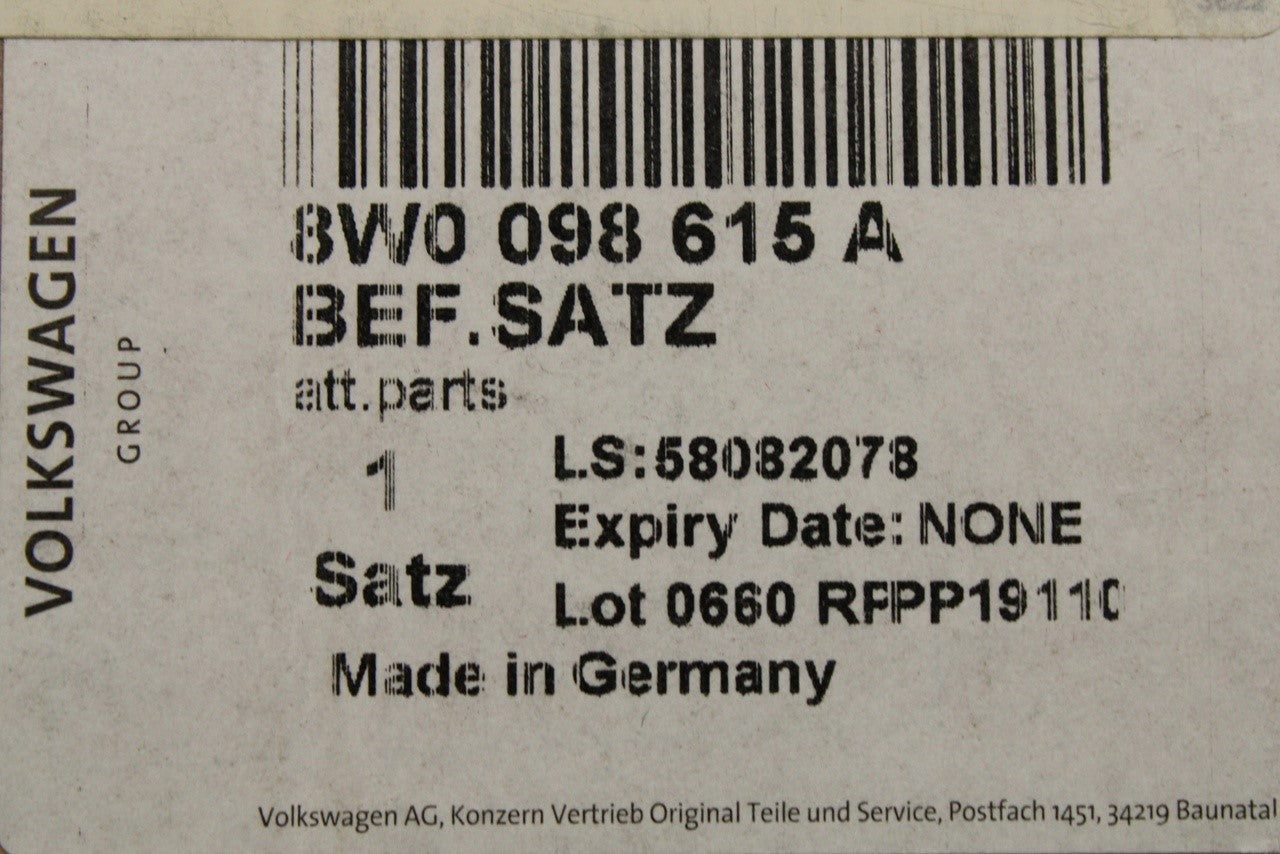 VOLKSWAGEN
GROUP
8W0 098 615 A
BEF.SATZ
att.parts
1
LS:58082078
Expiry Date: NONE
Satz
Lot 0660 RFPP19110
Made in Germany
Volkswagen AG, Konzern Vertrieb Original Teile und Service, Postfach 1451, 34219 Baunatal